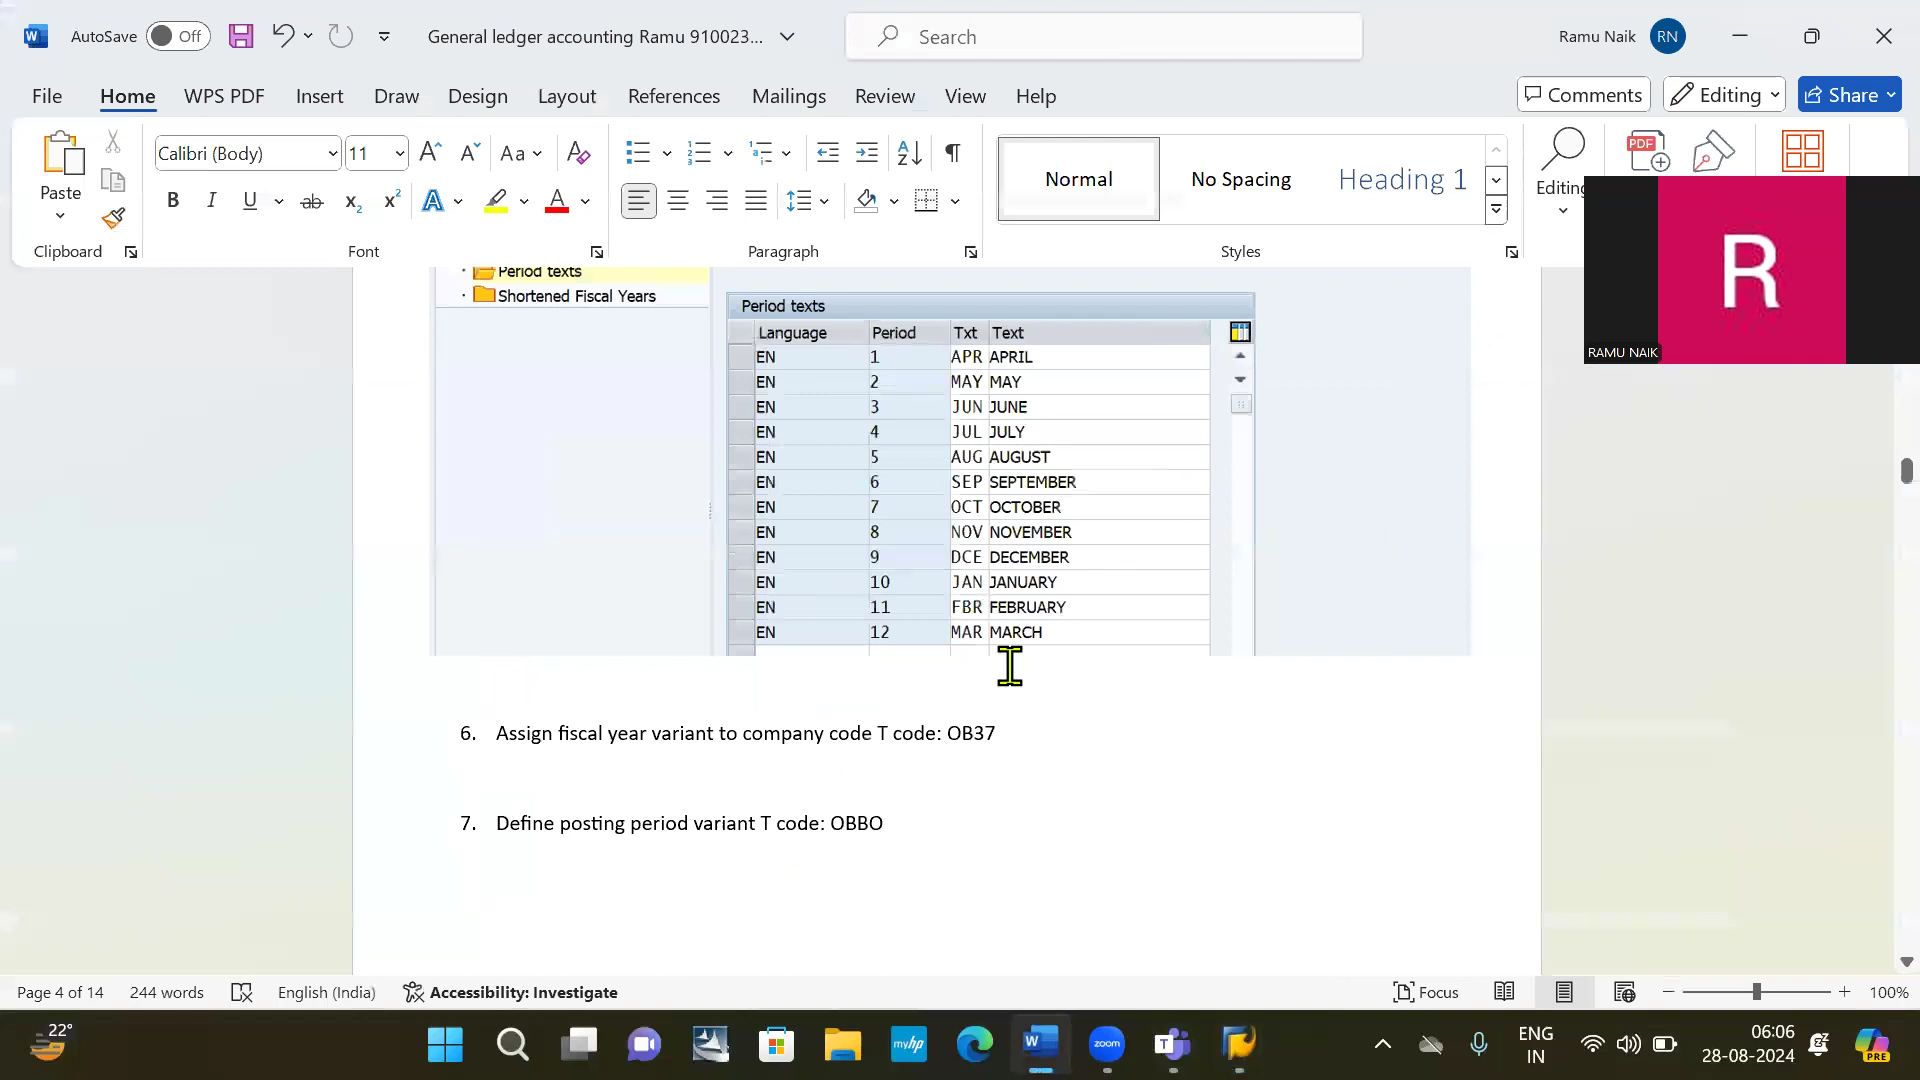 AutoSave Off General ledger accounting Ramu 910023... Search Ramu Naik RN
File Home WPS PDF Insert Draw Design Layout References Mailings Review View Help Comments Editing Share
Paste Calibri (Body) 11 Aa PDF
Normal No Spacing Heading 1 Editing
Clipboard Font Paragraph Styles
R
RAMU NAIK
Period texts
Shortened Fiscal Years
Period texts
Language Period Txt Text
EN 1 APR APRIL
EN 2 MAY MAY
EN 3 JUN JUNE
EN 4 JUL JULY
EN 5 AUG AUGUST
EN 6 SEP SEPTEMBER
EN 7 OCT OCTOBER
EN 8 NOV NOVEMBER
EN 9 DCE DECEMBER
EN 10 JAN JANUARY
EN 11 FBR FEBRUARY
EN 12 MAR MARCH
6. Assign fiscal year variant to company code T code: OB37
7. Define posting period variant T code: OBBO
Page 4 of 14 244 words English (India) Accessibility: Investigate Focus 100%
22° myhp zoom ENG IN 06:06 28-08-2024 PRE